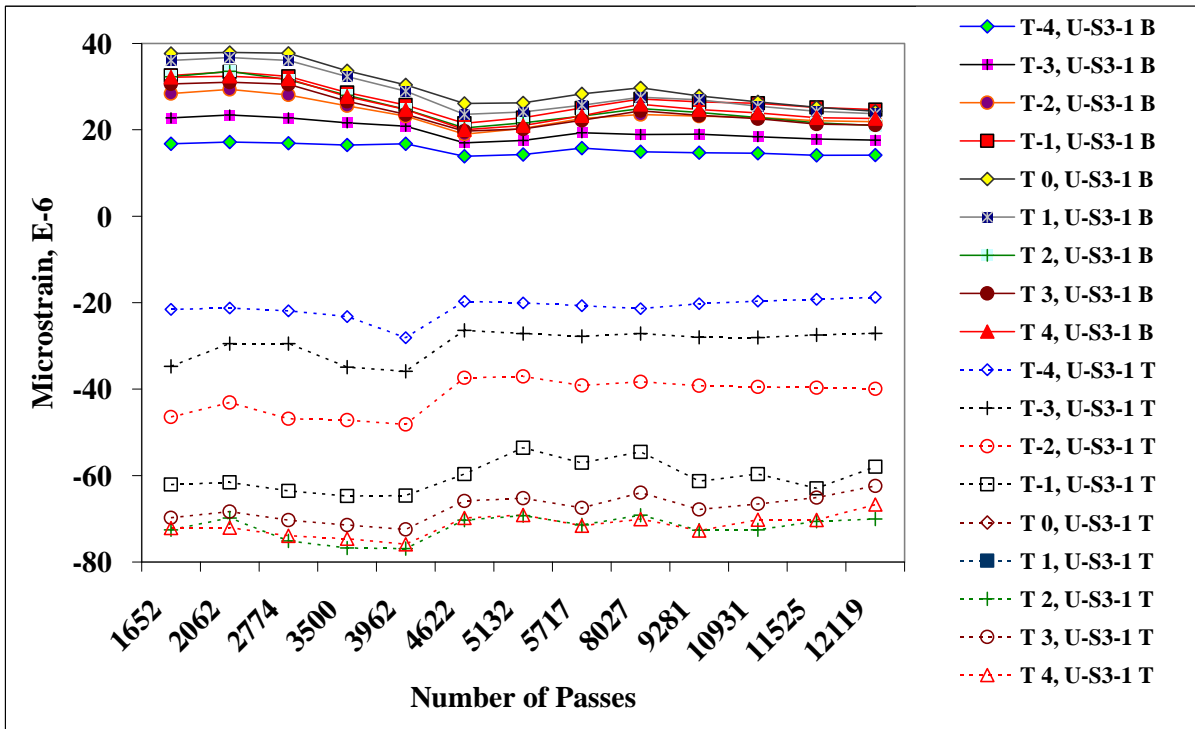 40
20
0
-20
-40
-60
-80
Microstrain, E-6
1652
2062
2774
3500
3962
4622
5132
5717
8027
9281
10931
11525
12119
Number of Passes
T-4, U-S3-1 B
T-3, U-S3-1 B
T-2, U-S3-1 B
T-1, U-S3-1 B
T 0, U-S3-1 B
T 1, U-S3-1 B
T 2, U-S3-1 B
T 3, U-S3-1 B
T 4, U-S3-1 B
T-4, U-S3-1 T
T-3, U-S3-1 T
T-2, U-S3-1 T
T-1, U-S3-1 T
T 0, U-S3-1 T
T 1, U-S3-1 T
T 2, U-S3-1 T
T 3, U-S3-1 T
T 4, U-S3-1 T